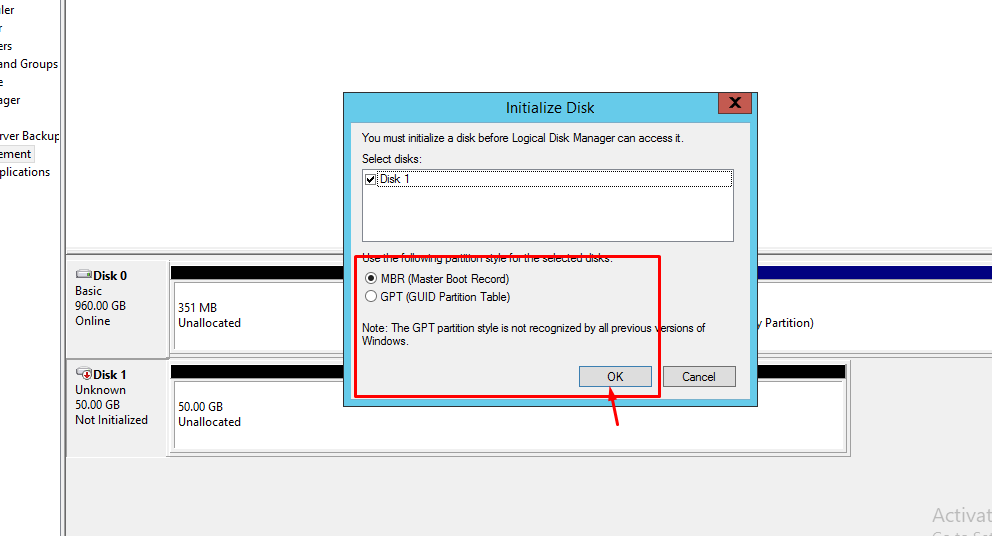 ler
r
ers
and Groups
e
ager
rver Backup
ement
plications
Initialize Disk
X
You must initialize a disk before Logical Disk Manager can access it.
Select disks:
Disk 1
Use the following partition style for the selected disks:
MBR (Master Boot Record)
GPT (GUID Partition Table)
Note: The GPT partition style is not recognized by all previous versions of
Windows.
OK
Cancel
Disk 0
Basic
960.00 GB
Online
351 MB
Unallocated
y Partition)
Disk 1
Unknown
50.00 GB
Not Initialized
50.00 GB
Unallocated
Activat